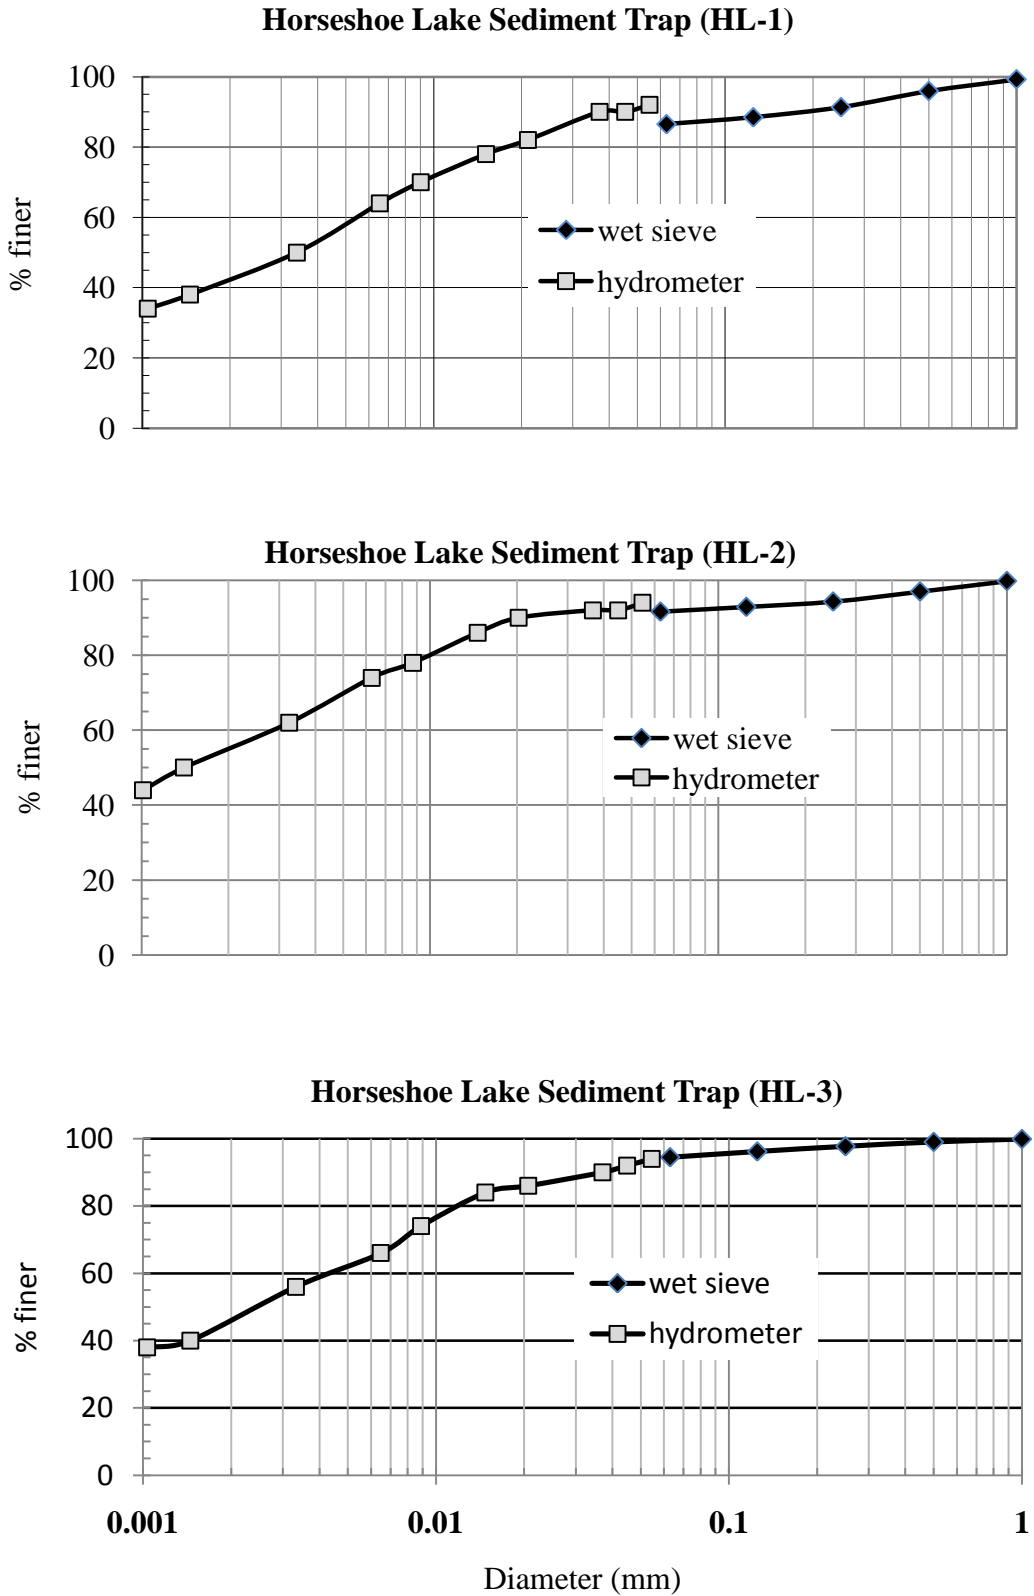 Horseshoe Lake Sediment Trap (HL-1)
100
80
60
40
20
0
% finer
wet sieve
hydrometer
Horseshoe Lake Sediment Trap (HL-2)
100
80
60
40
20
0
% finer
wet sieve
hydrometer
Horseshoe Lake Sediment Trap (HL-3)
100
80
60
40
20
0
% finer
wet sieve
hydrometer
0.001 0.01 0.1 1
Diameter (mm)